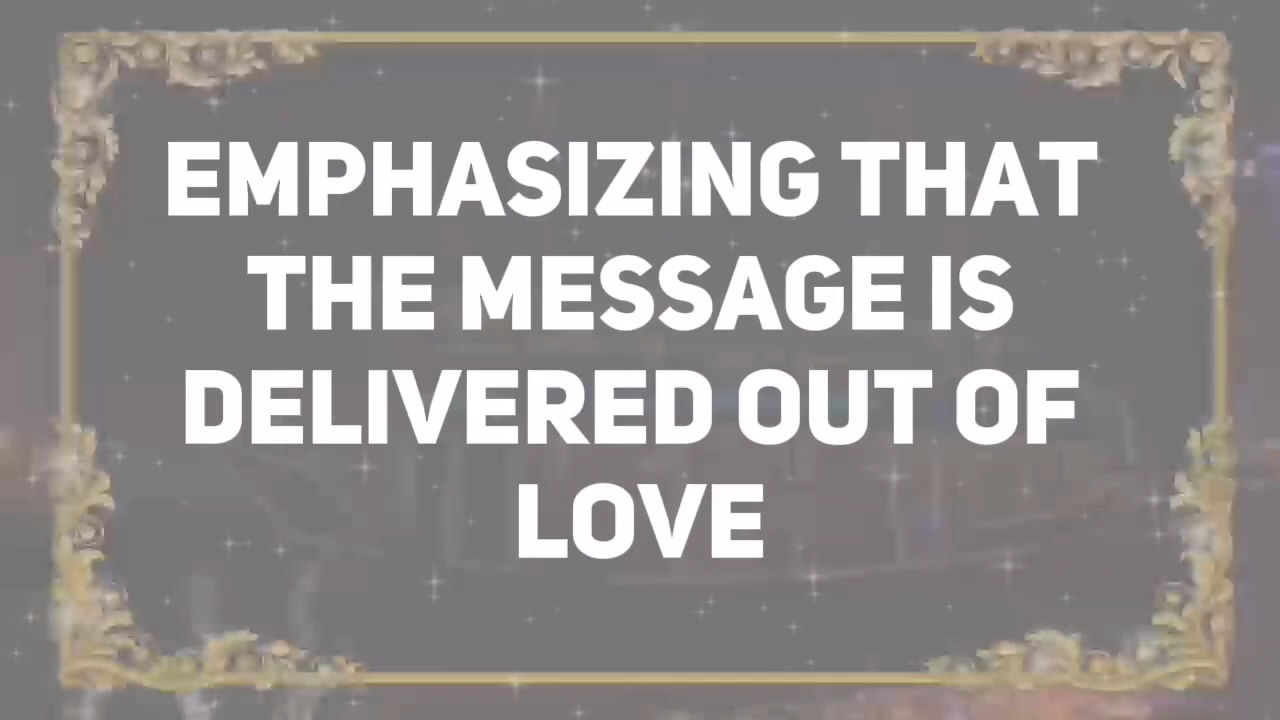 EMPHASIZING THAT
THE MESSAGE IS
DELIVERED OUT OF
LOVE